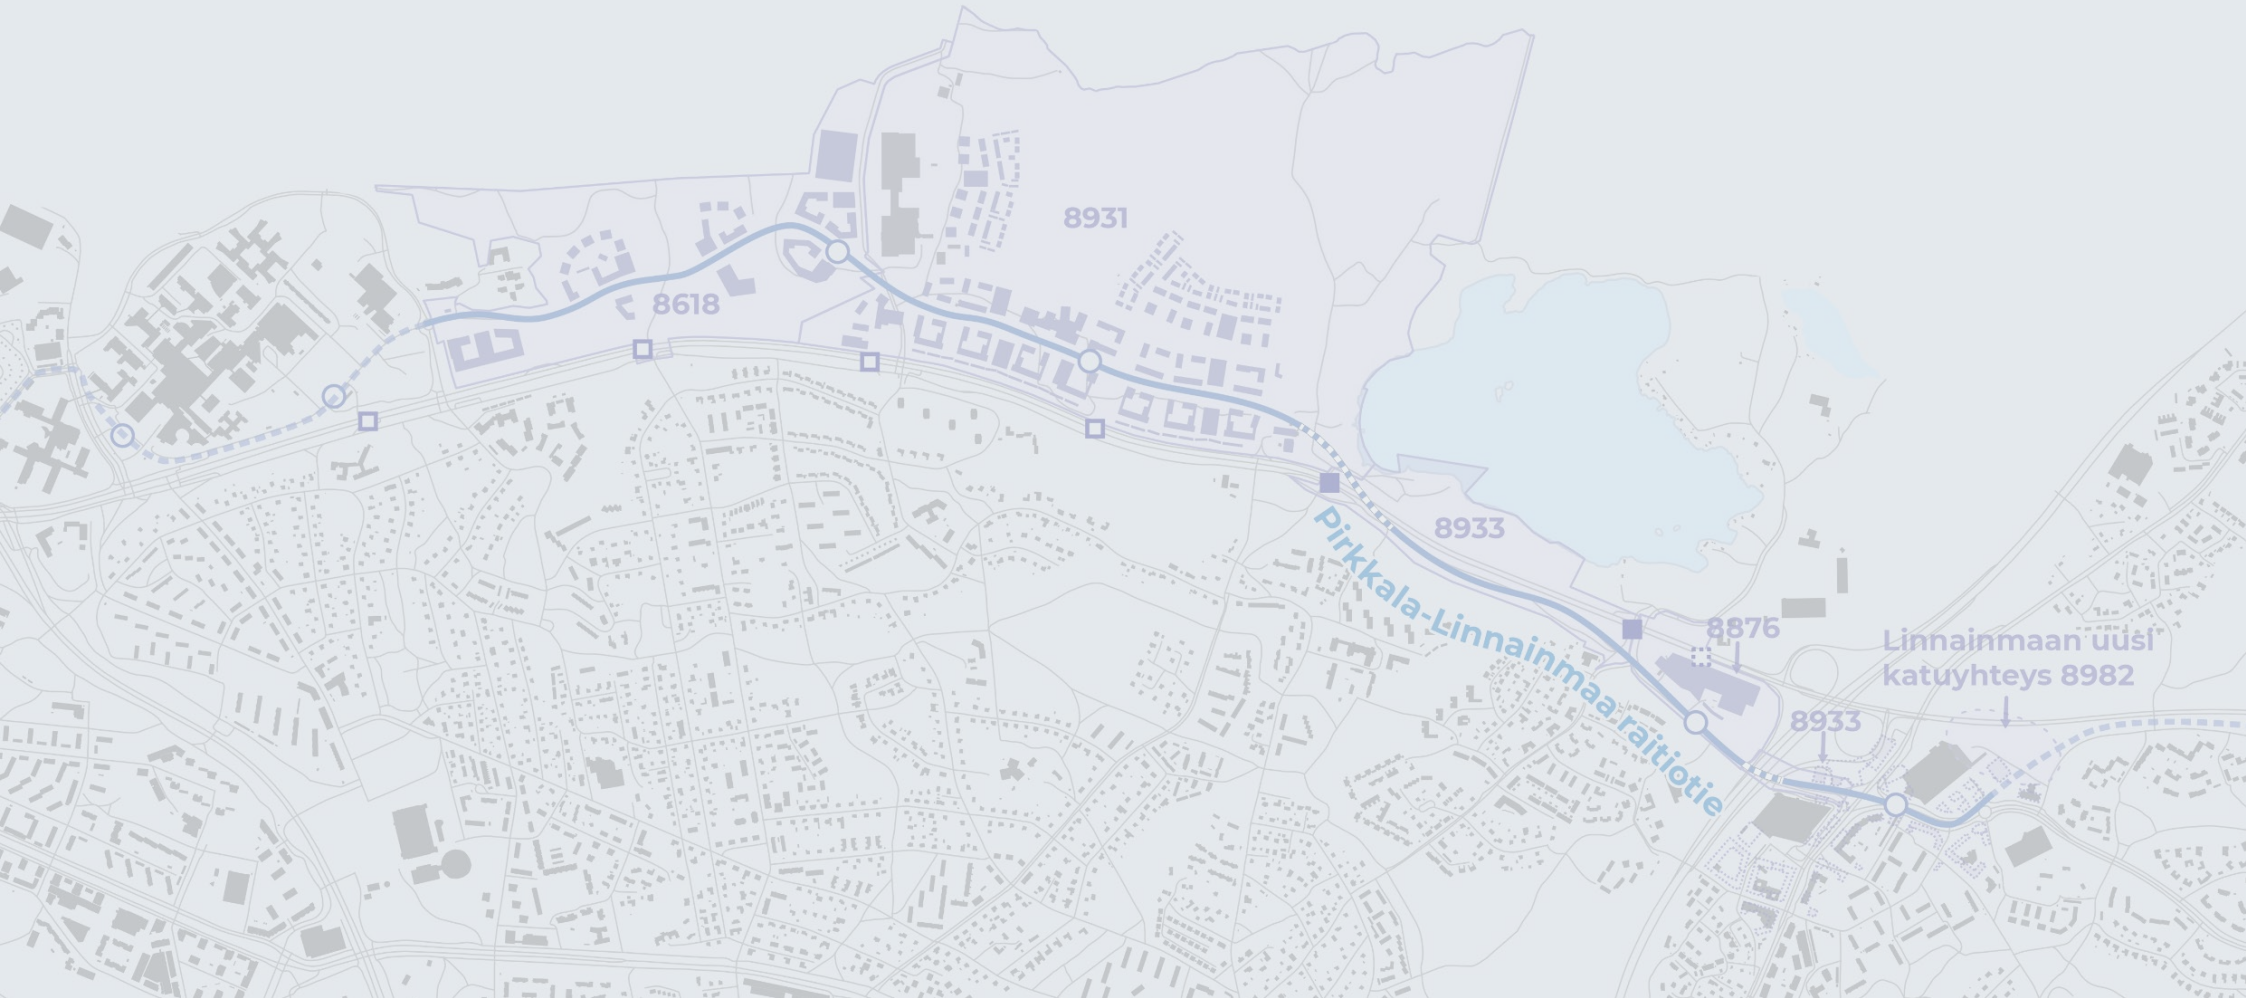 8931
8618
8933
Pirkkala-Linnainmaa raitiotie
8876
Linnainmaan uusi
katuyhteys 8982
8933